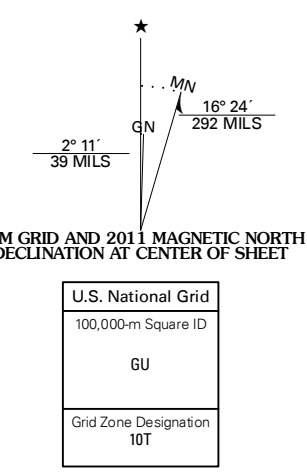 ★
MN
GN
16° 24´
292 MILS
2° 11´
39 MILS
M GRID AND 2011 MAGNETIC NORTH
DECLINATION AT CENTER OF SHEET
U.S. National Grid
100,000-m Square ID
GU
Grid Zone Designation
10T